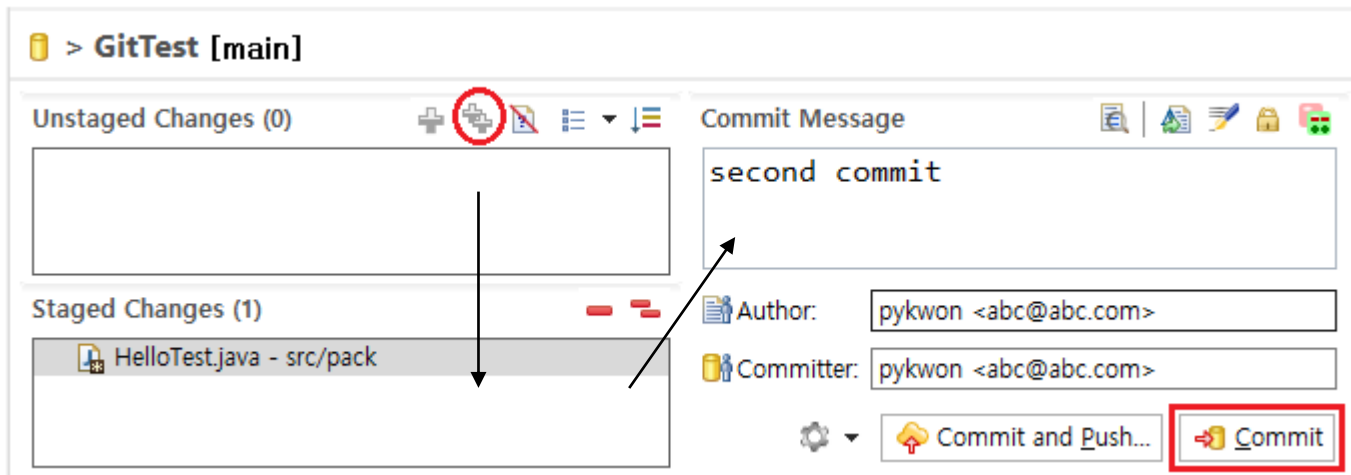 > GitTest [main]
Unstaged Changes (0)
Commit Message
second commit
Staged Changes (1)
HelloTest.java - src/pack
Author: pykwon <abc@abc.com>
Committer: pykwon <abc@abc.com>
Commit and Push... Commit